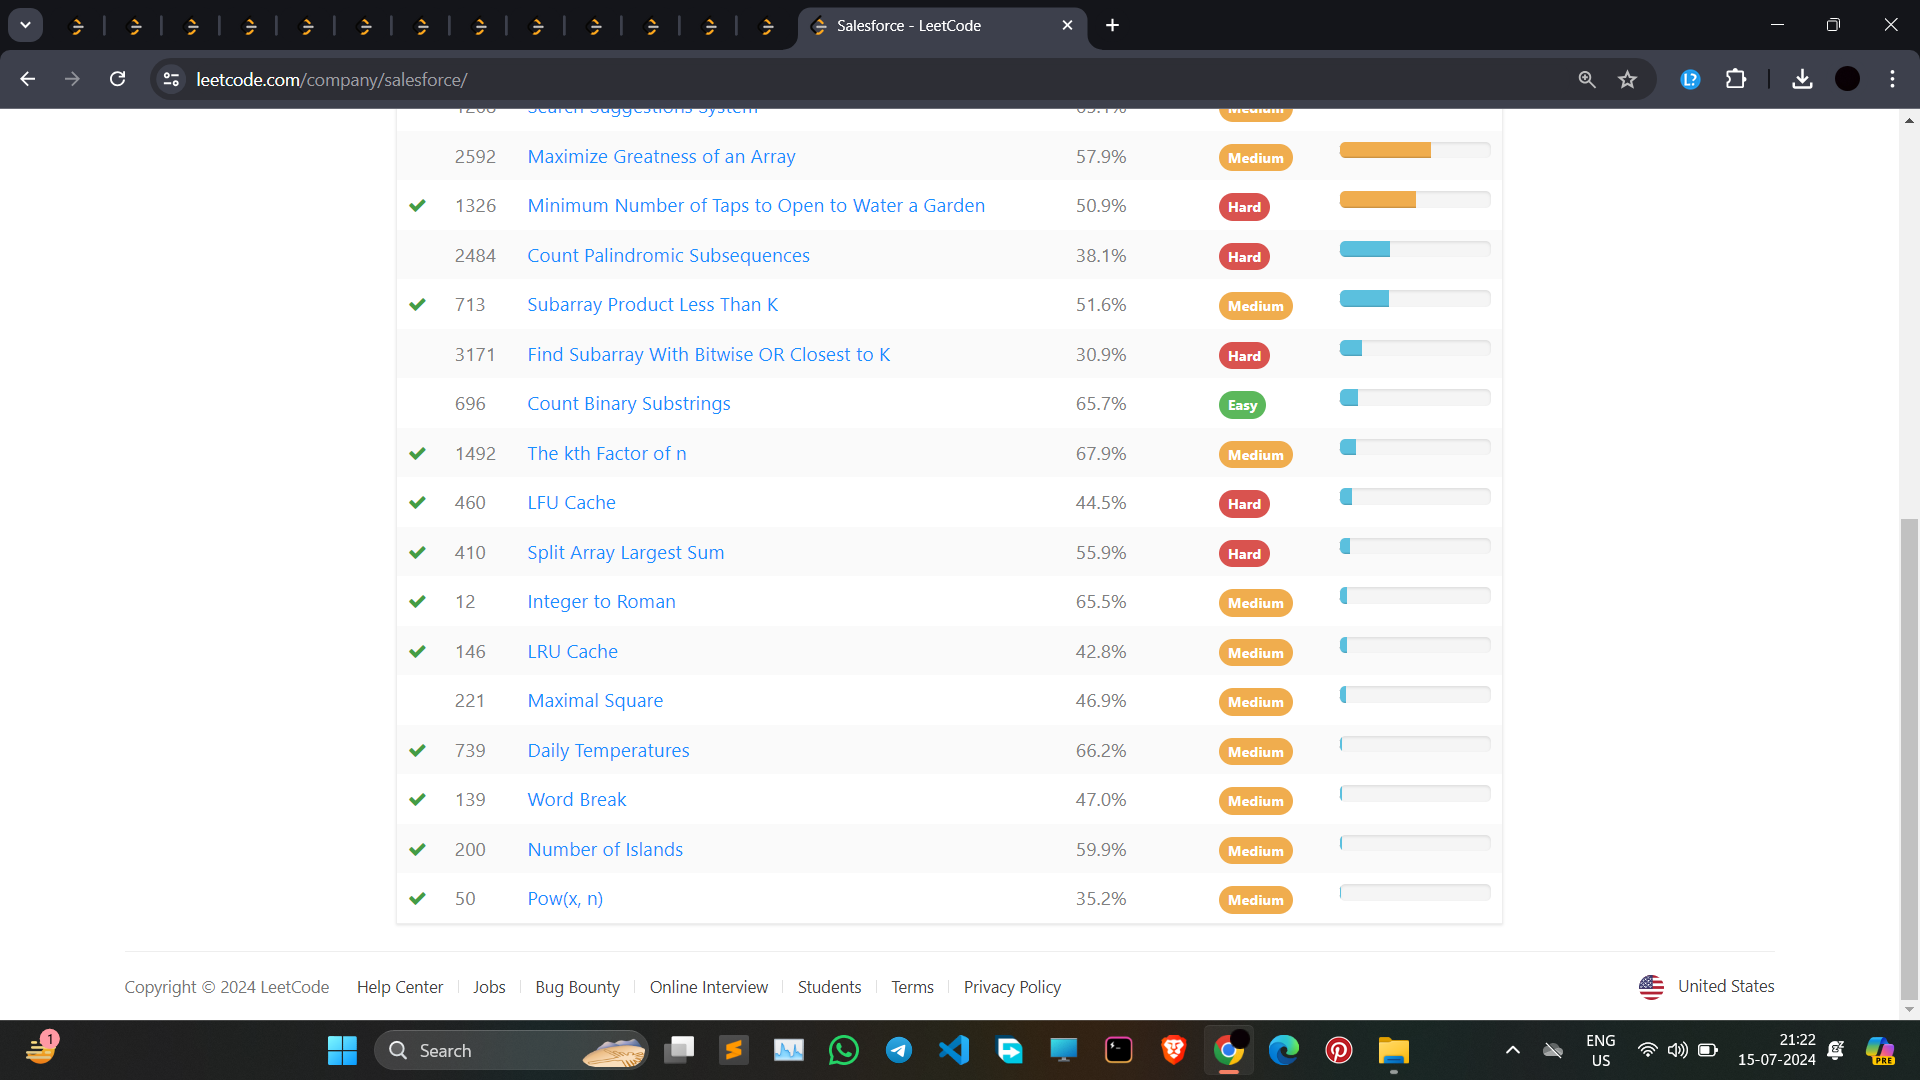 Salesforce - LeetCode
leetcode.com/company/salesforce/
Search Suggestions System
2592 Maximize Greatness of an Array 57.9% Medium
1326 Minimum Number of Taps to Open to Water a Garden 50.9% Hard
2484 Count Palindromic Subsequences 38.1% Hard
713 Subarray Product Less Than K 51.6% Medium
3171 Find Subarray With Bitwise OR Closest to K 30.9% Hard
696 Count Binary Substrings 65.7% Easy
1492 The kth Factor of n 67.9% Medium
460 LFU Cache 44.5% Hard
410 Split Array Largest Sum 55.9% Hard
12 Integer to Roman 65.5% Medium
146 LRU Cache 42.8% Medium
221 Maximal Square 46.9% Medium
739 Daily Temperatures 66.2% Medium
139 Word Break 47.0% Medium
200 Number of Islands 59.9% Medium
50 Pow(x, n) 35.2% Medium
Copyright © 2024 LeetCode Help Center Jobs Bug Bounty Online Interview Students Terms Privacy Policy United States
1
Search
ENG
US
21:22
15-07-2024
PRE